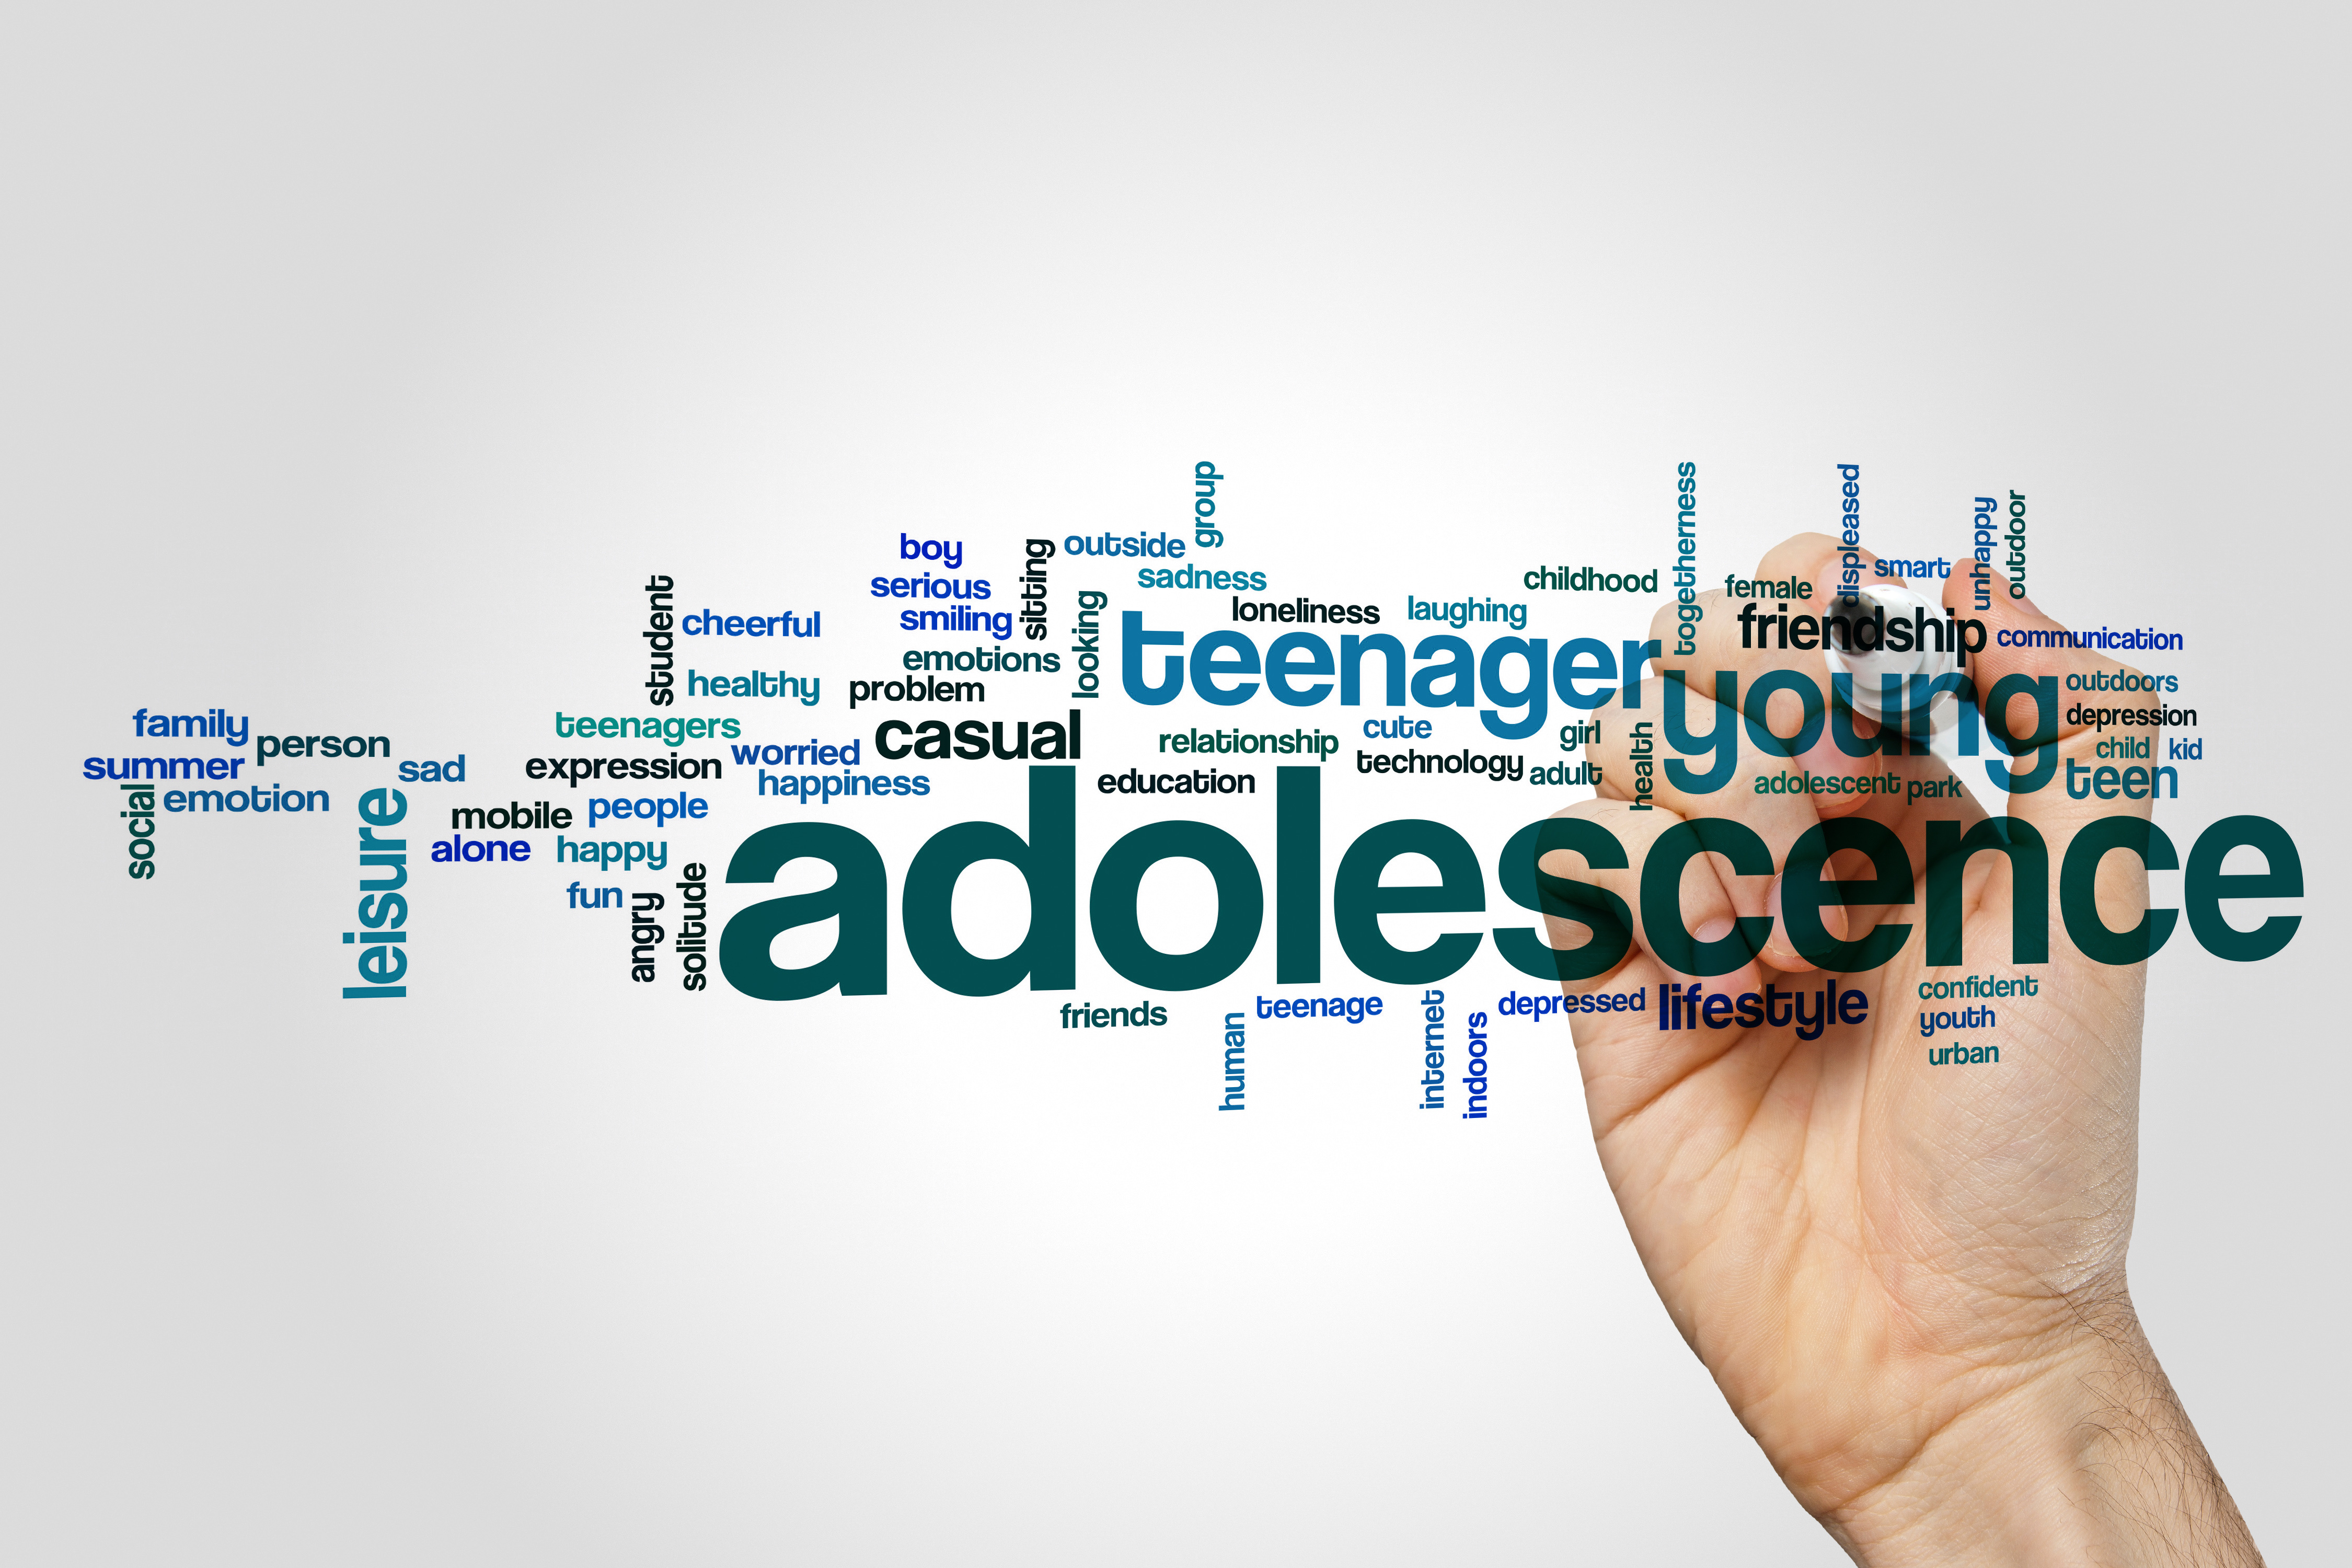 group
togetherness
displeased
unhappy
outdoor
boy
sitting
outside
serious
sadness
smart
student
cheerful
smiling
looking
loneliness
laughing
childhood
female
friendship
communication
emotions
teenager
healthy
problem
young
outdoors
family
person
teenagers
worried
casual
relationship
cute
girl
health
depression
summer
sad
expression
happiness
education
technology
adult
adolescent
park
child
kid
teen
social
emotion
leisure
mobile
people
alone
happy
fun
angry
solitude
adolescence
friends
human
teenage
internet
indoors
depressed
lifestyle
confident
youth
urban